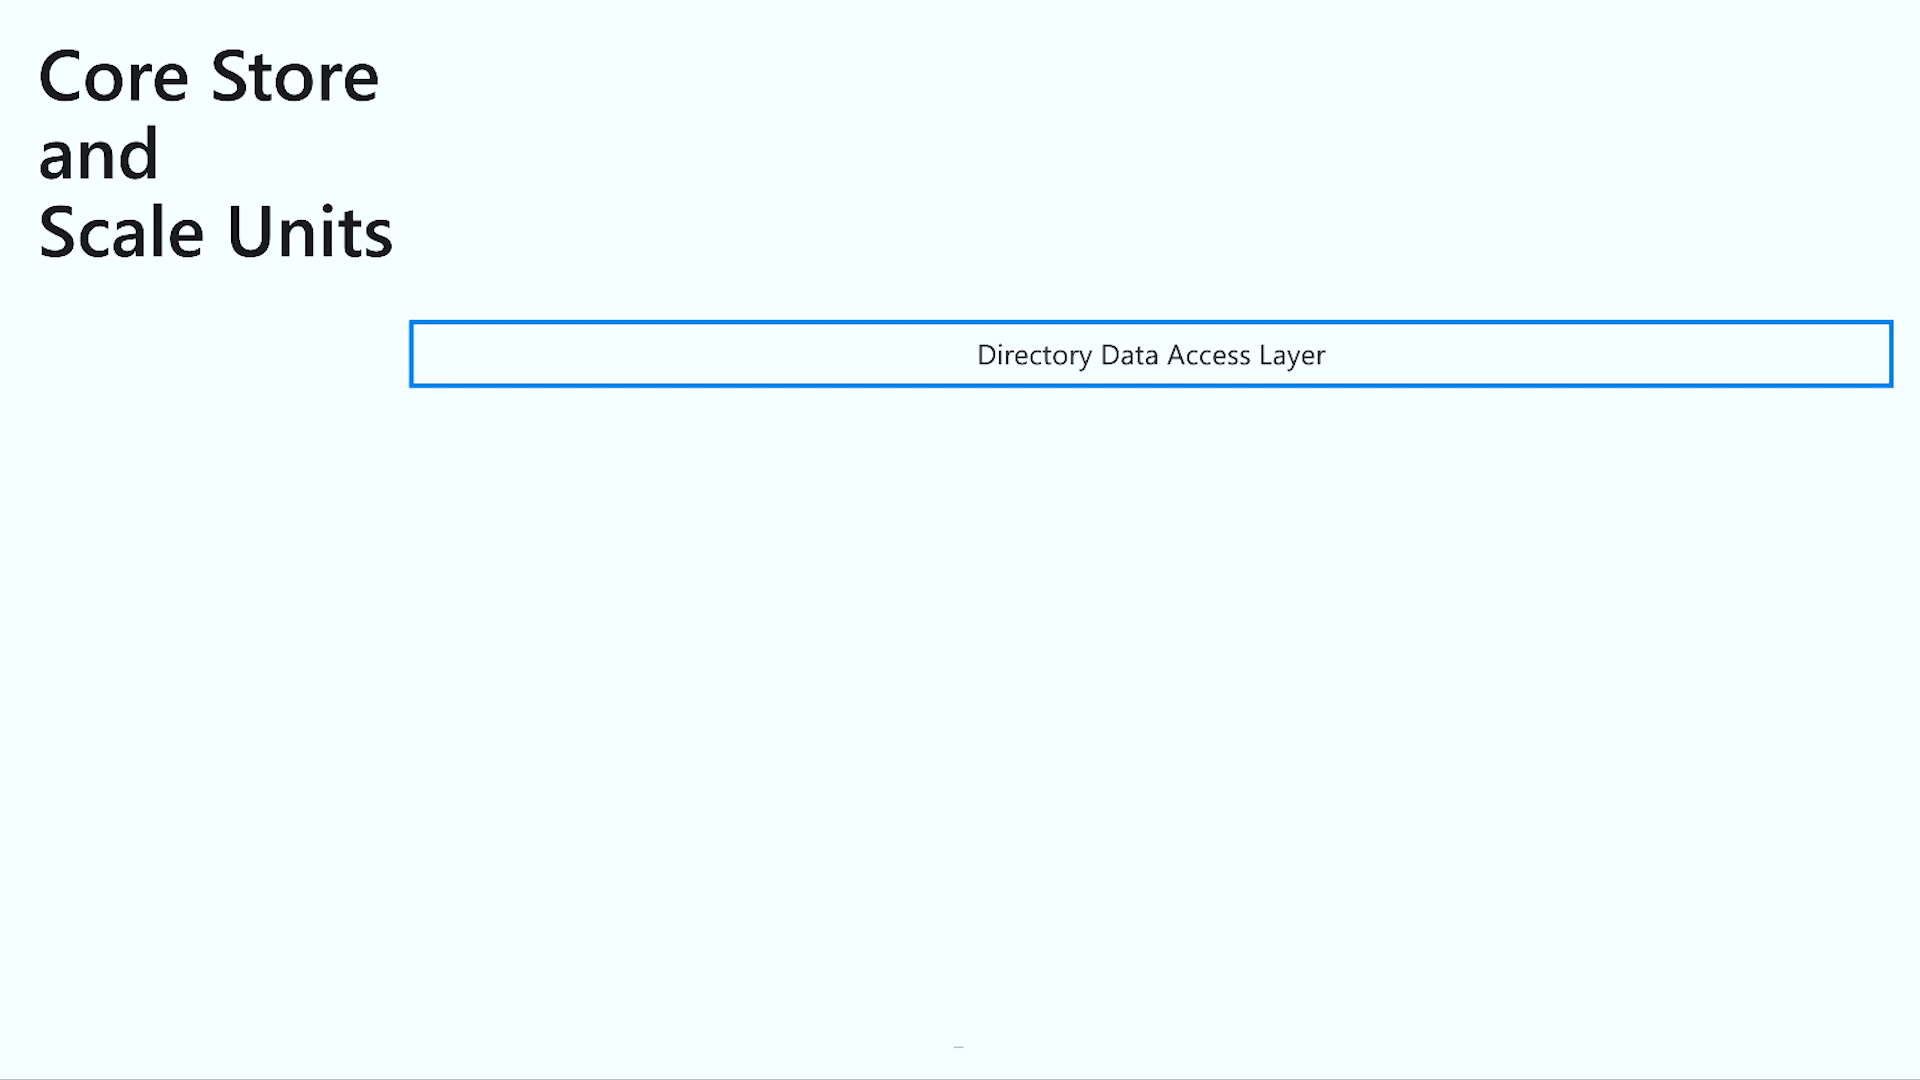 Core Store
and
Scale Units
Directory Data Access Layer